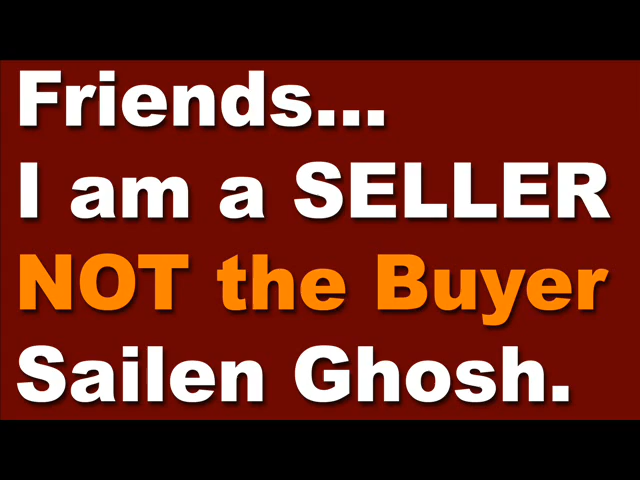 Friends...
I am a SELLER
NOT the Buyer
Sailen Ghosh.